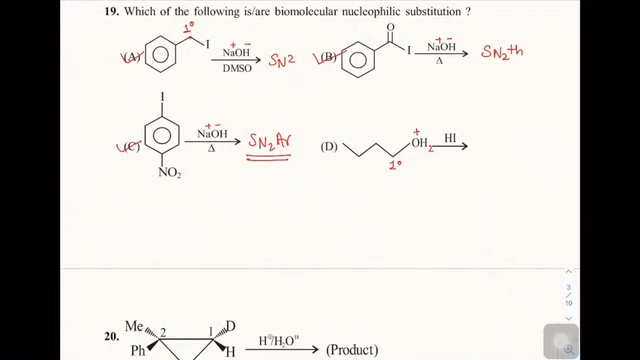 19. Which of the following is/are biomolecular nucleophilic substitution ?
(A) 1° I + − NaOH DMSO SN2 (B) O I + − NaOH Δ SN2th
I
(C) + − NaOH Δ SN2Ar (D) + OH2 1° HI
NO2
3
/
10
20. Me 2 1 D Ph H H⊕/H2O18 (Product)